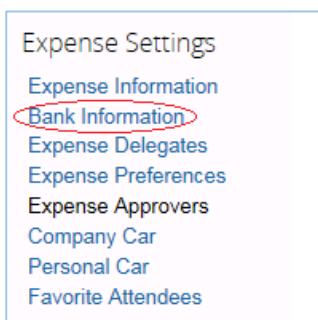 Expense Settings
Expense Information
Bank Information
Expense Delegates
Expense Preferences
Expense Approvers
Company Car
Personal Car
Favorite Attendees